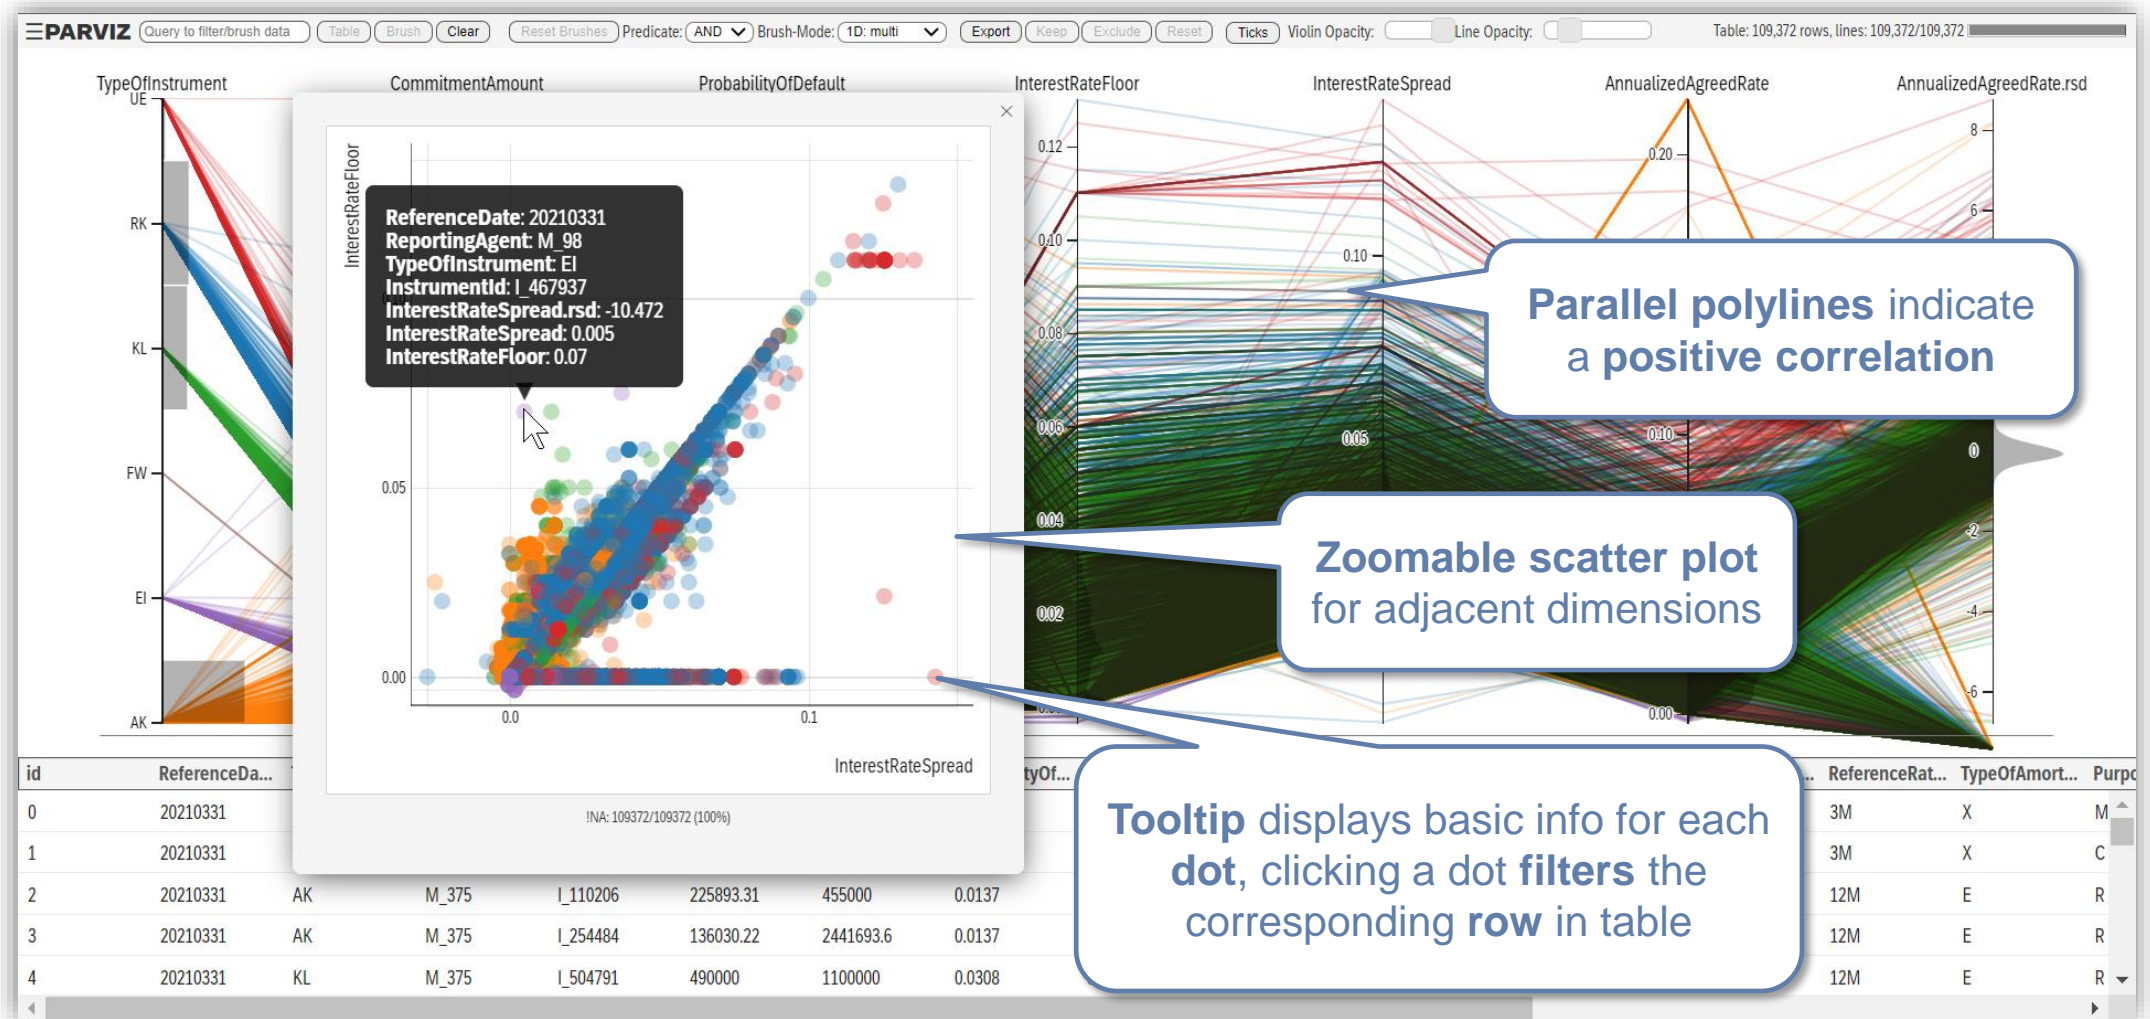 ☰PARVIZ Query to filter/brush data Table Brush Clear Reset Brushes Predicate: AND Brush-Mode: 1D: multi Export Keep Exclude Reset Ticks Violin Opacity: Line Opacity: Table: 109,372 rows, lines: 109,372/109,372
TypeOfInstrument CommitmentAmount ProbabilityOfDefault InterestRateFloor InterestRateSpread AnnualizedAgreedRate AnnualizedAgreedRate.rsd
UE
RK
KL
FW
EI
AK
×
InterestRateFloor
ReferenceDate: 20210331
ReportingAgent: M_98
TypeOfInstrument: EI
InstrumentId: I_467937
InterestRateSpread.rsd: -10.472
InterestRateSpread: 0.005
InterestRateFloor: 0.07
0.05
0.00
0.0 0.1
InterestRateSpread
!NA: 109372/109372 (100%)
0.12
0.10
0.08
0.06
0.04
0.02
0.10
0.05
0.20
0.10
0.00
8
6
0
-2
-4
-6
Parallel polylines indicate
a positive correlation
Zoomable scatter plot
for adjacent dimensions
Tooltip displays basic info for each
dot, clicking a dot filters the
corresponding row in table
id ReferenceDa... tyOf... ... ReferenceRat... TypeOfAmort... Purpo
0 20210331 3M X M
1 20210331 3M X C
2 20210331 AK M_375 I_110206 225893.31 455000 0.0137 12M E R
3 20210331 AK M_375 I_254484 136030.22 2441693.6 0.0137 12M E R
4 20210331 KL M_375 I_504791 490000 1100000 0.0308 12M E R